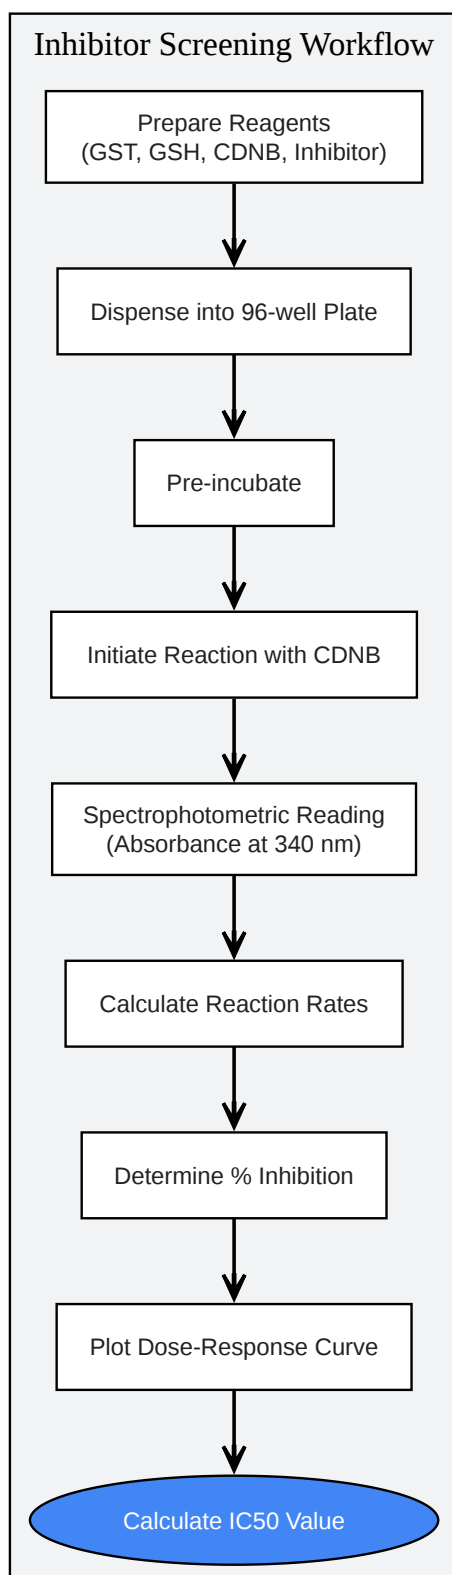 Inhibitor Screening Workflow
Prepare Reagents
(GST, GSH, CDNB, Inhibitor)
Dispense into 96-well Plate
Pre-incubate
Initiate Reaction with CDNB
Spectrophotometric Reading
(Absorbance at 340 nm)
Calculate Reaction Rates
Determine % Inhibition
Plot Dose-Response Curve
Calculate IC50 Value